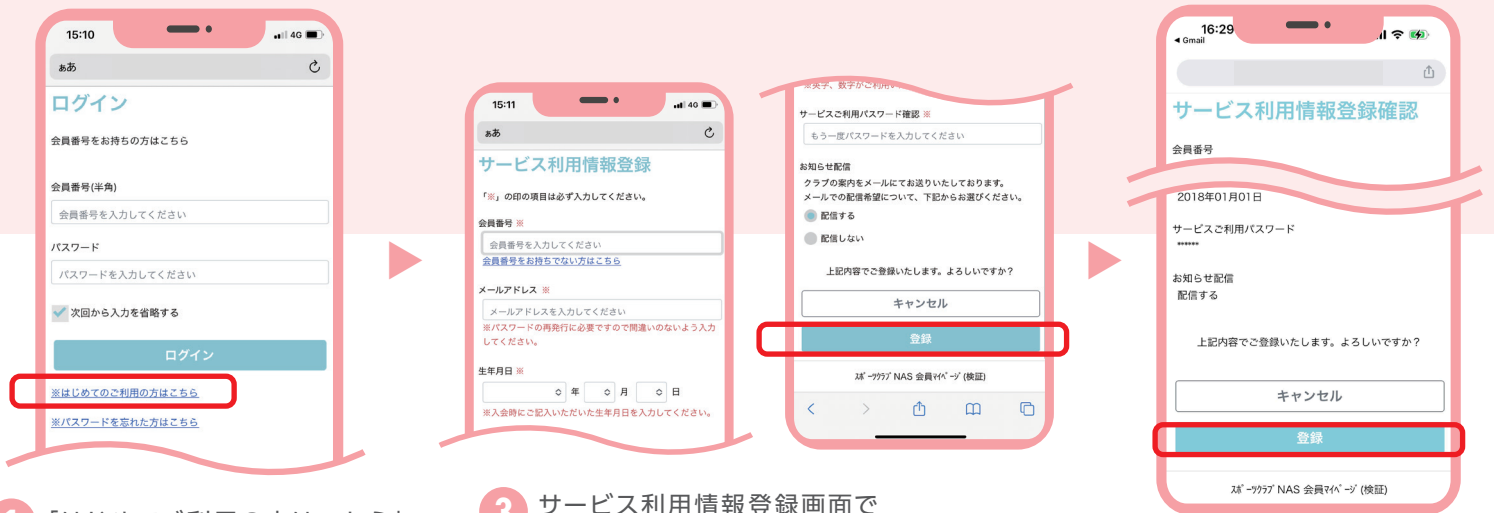 15:10
4G
ああ
ログイン
会員番号をお持ちの方はこちら
会員番号(半角)
会員番号を入力してください
パスワード
パスワードを入力してください
次回から入力を省略する
ログイン
※はじめてのご利用の方はこちら
※パスワードを忘れた方はこちら
15:11
4G
ああ
サービス利用情報登録
「※」の印の項目は必ず入力してください。
会員番号 ※
会員番号を入力してください
会員番号をお持ちでない方はこちら
メールアドレス ※
メールアドレスを入力してください
※パスワードの再発行に必要ですので間違いのないよう入力
してください。
生年月日 ※
年 月 日
※入会時にご記入いただいた生年月日を入力してください。
※英字、数字がご利用い
サービスご利用パスワード確認 ※
もう一度パスワードを入力してください
お知らせ配信
クラブの案内をメールにてお送りいたしております。
メールでの配信希望について、下記からお選びください。
配信する
配信しない
上記内容でご登録いたします。よろしいですか?
キャンセル
登録
ｽﾎﾟｰﾂｸﾗﾌﾞ NAS 会員ﾏｲﾍﾟｰｼﾞ (検証)
16:29
◀ Gmail
サービス利用情報登録確認
会員番号
2018年01月01日
サービスご利用パスワード
******
お知らせ配信
配信する
上記内容でご登録いたします。よろしいですか?
キャンセル
登録
ｽﾎﾟｰﾂｸﾗﾌﾞ NAS 会員ﾏｲﾍﾟｰｼﾞ (検証)
3 サービス利用情報登録画面で